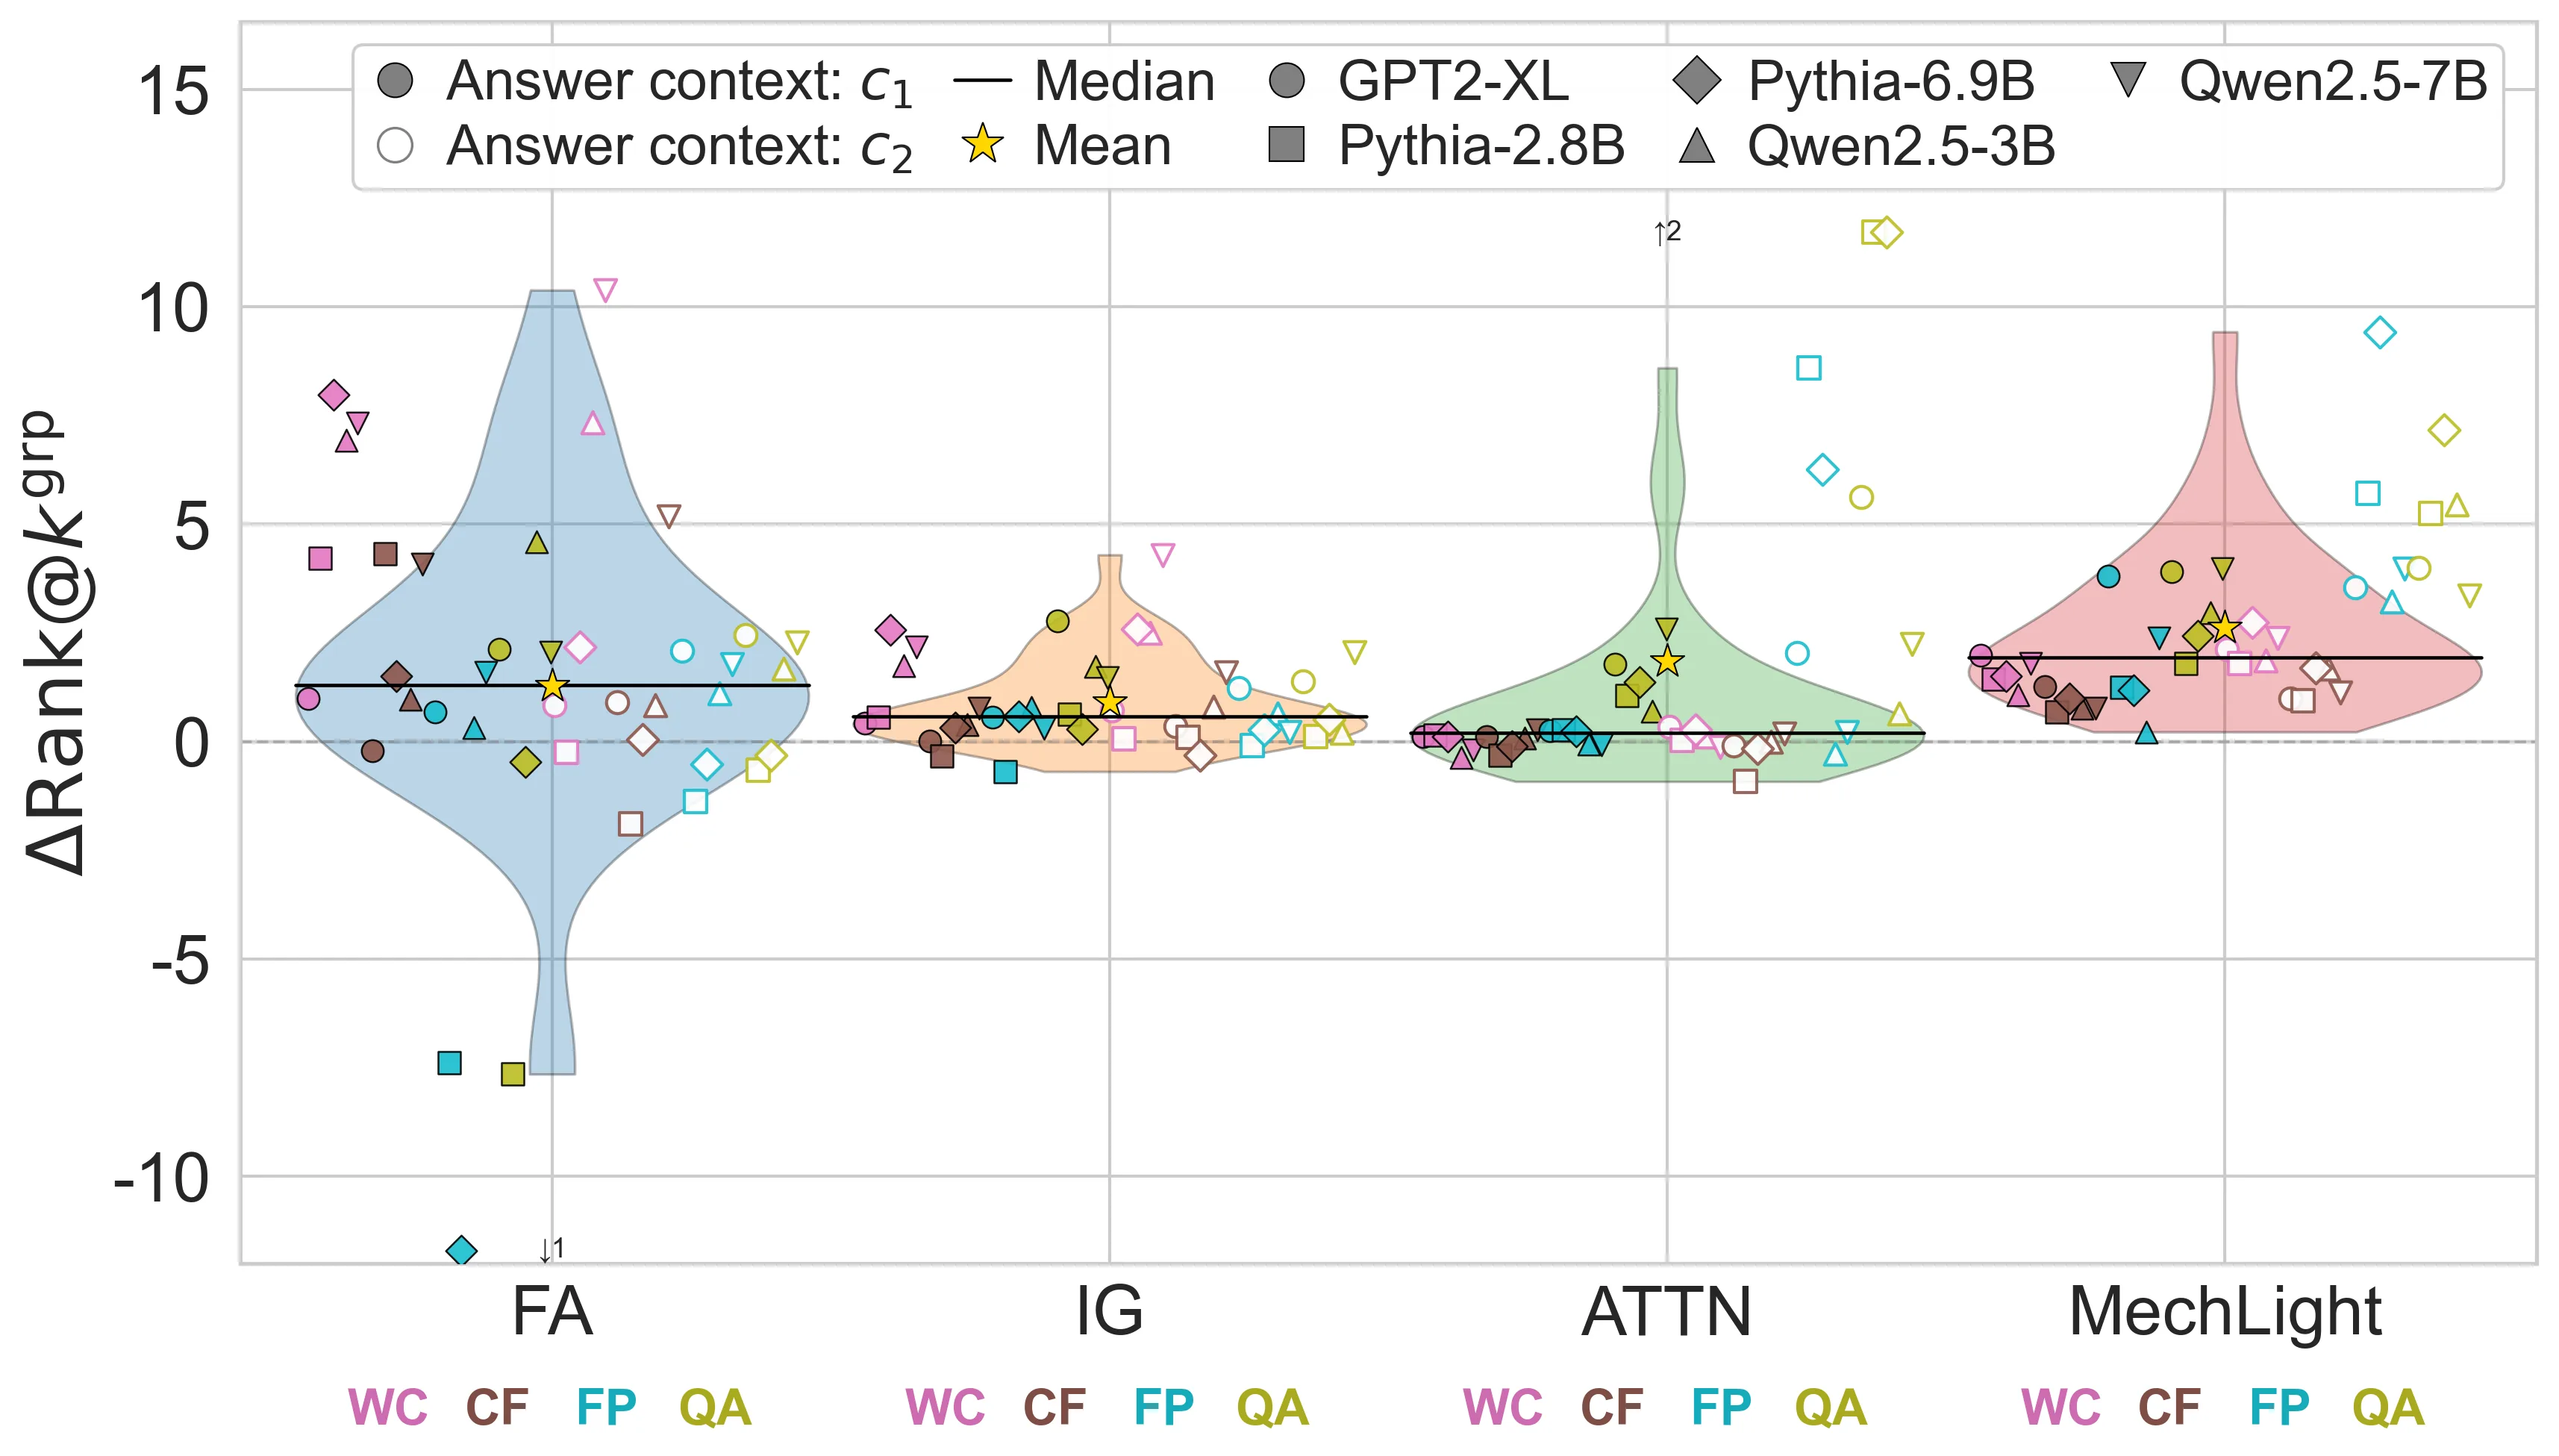 15
10
5
0
-5
-10
ΔRank@k^grp
Answer context: c₁
Answer context: c₂
Median
Mean
GPT2-XL
Pythia-2.8B
Pythia-6.9B
Qwen2.5-3B
Qwen2.5-7B
↑2
↓1
FA
IG
ATTN
MechLight
WC CF FP QA
WC CF FP QA
WC CF FP QA
WC CF FP QA